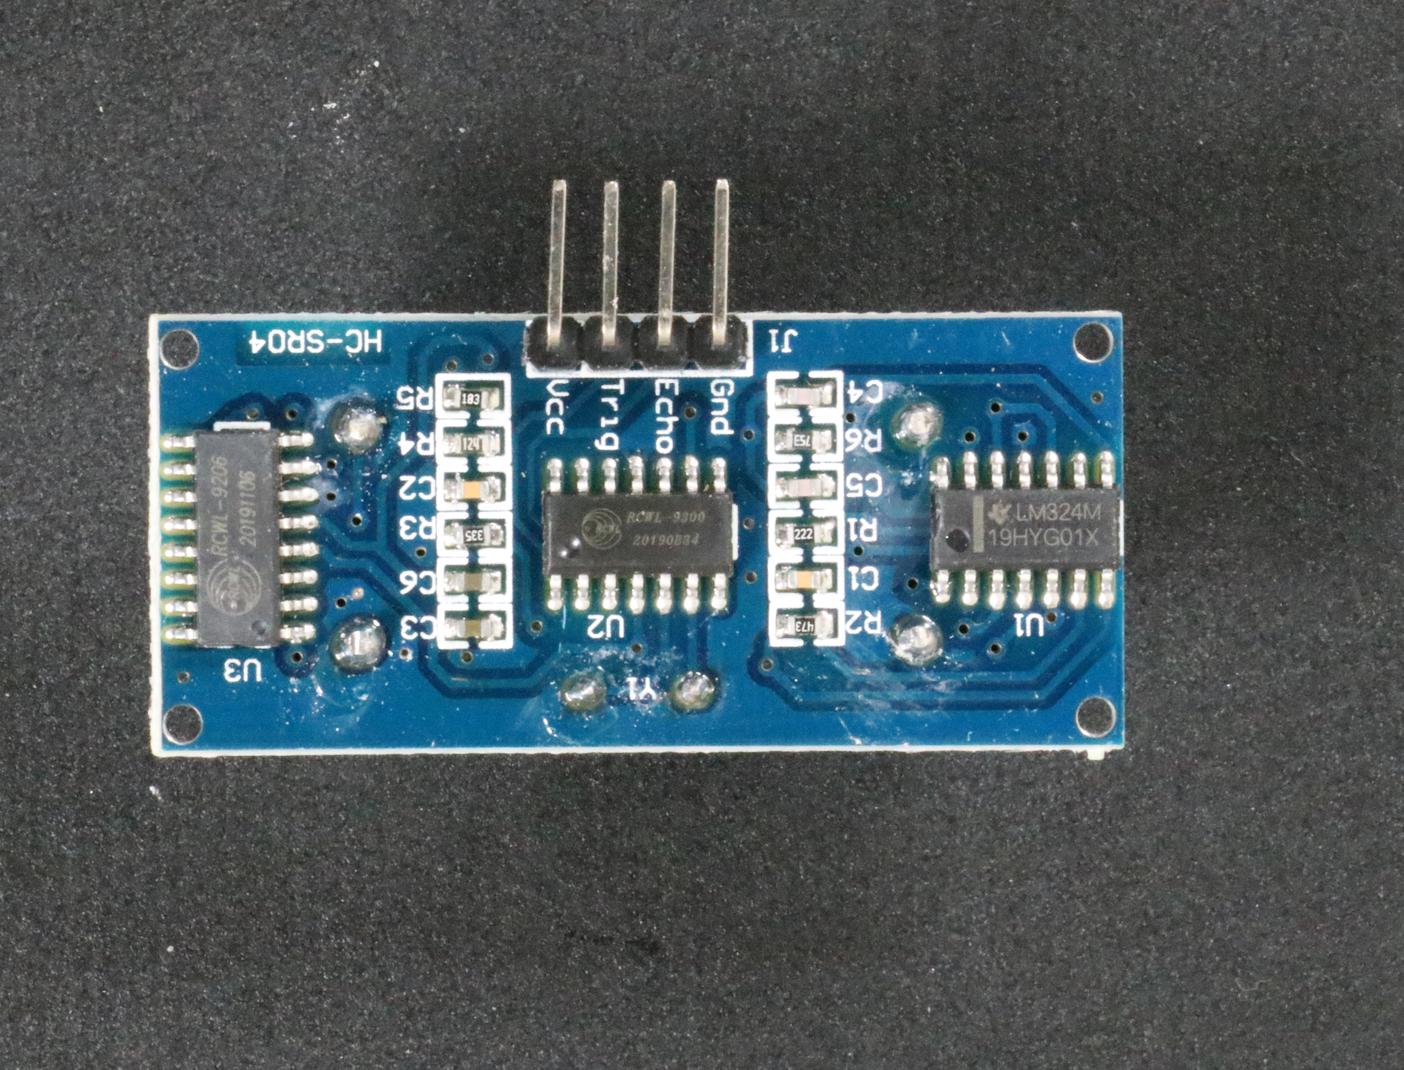 HC-SR04
J1
Vcc
Trig
Echo
Gnd
R5
183
C4
R4
124
R6
753
C2
C5
R3
335
R1
222
C6
C1
C3
R2
473
RCWL-9206
20191106
U3
RCWL-9300
20190834
U2
LM324M
19HYG01X
U1
Y1